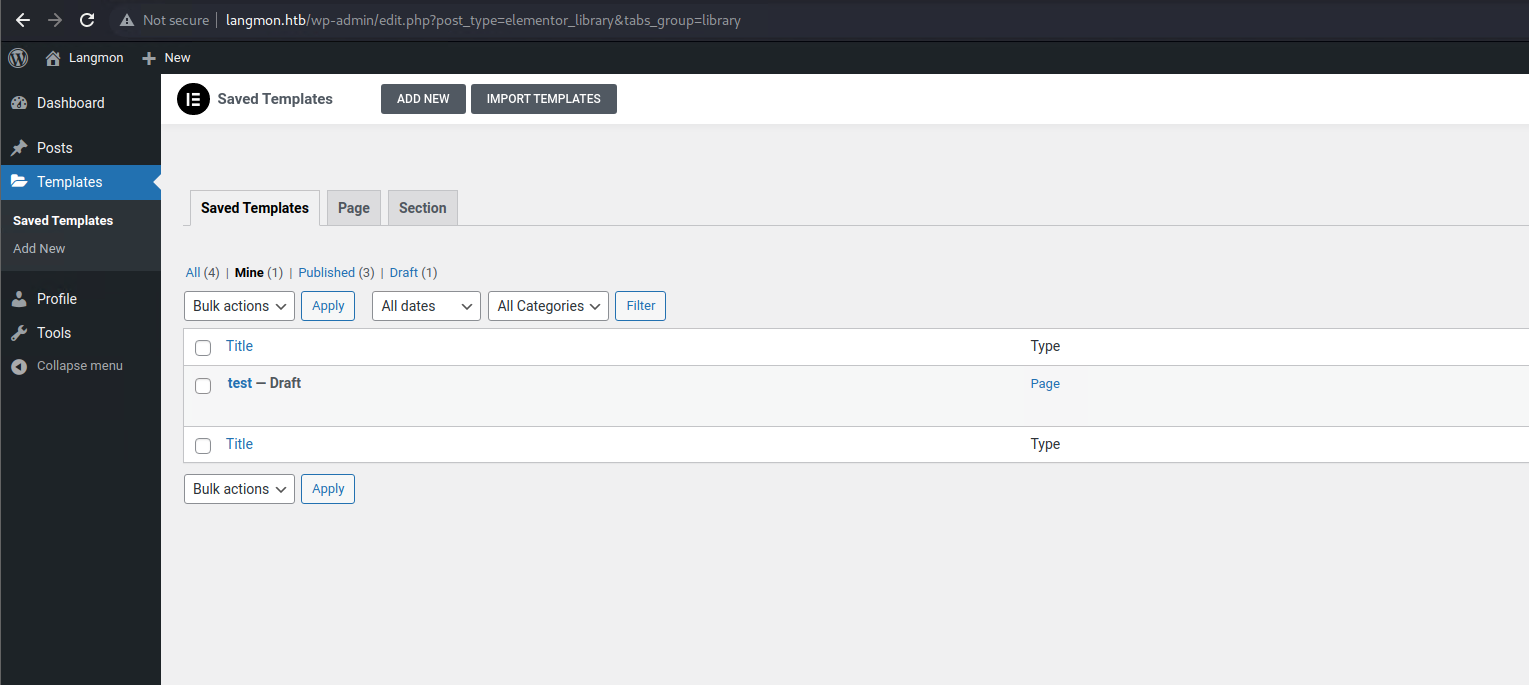 Not secure langmon.htb/wp-admin/edit.php?post_type=elementor_library&tabs_group=library
Langmon New
Dashboard
Posts
Templates
Saved Templates
Add New
Profile
Tools
Collapse menu
Saved Templates ADD NEW IMPORT TEMPLATES
Saved Templates Page Section
All (4) | Mine (1) | Published (3) | Draft (1)
Bulk actions Apply All dates All Categories Filter
Title Type
test — Draft Page
Title Type
Bulk actions Apply